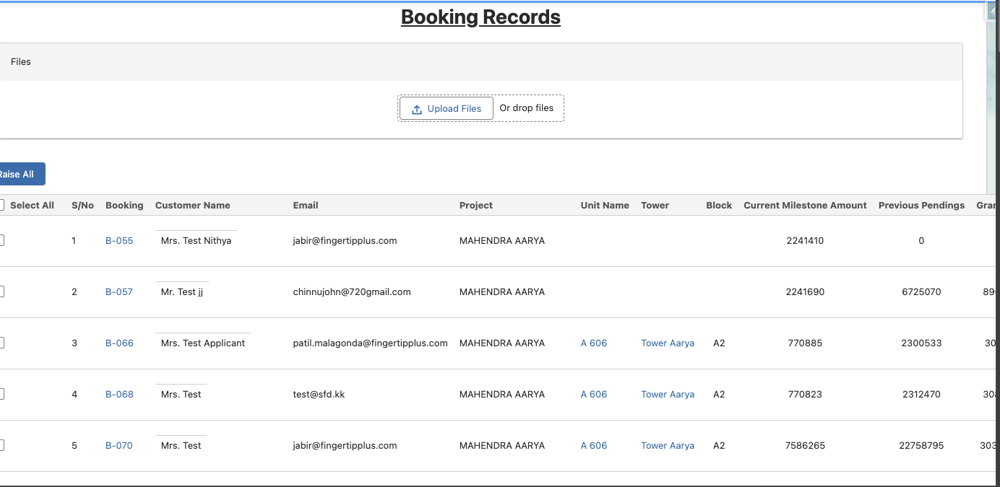 Booking Records
Files
Upload Files Or drop files
Raise All
Select All S/No Booking Customer Name Email Project Unit Name Tower Block Current Milestone Amount Previous Pendings
1 B-055 Mrs. Test Nithya jabir@fingertipplus.com MAHENDRA AARYA 2241410 0
2 B-057 Mr. Test jj chinnujohn@720gmail.com MAHENDRA AARYA 2241690 6725070
3 B-066 Mrs. Test Applicant patil.malagonda@fingertipplus.com MAHENDRA AARYA A 606 Tower Aarya A2 770885 2300533
4 B-068 Mrs. Test test@sfd.kk MAHENDRA AARYA A 606 Tower Aarya A2 770823 2312470
5 B-070 Mrs. Test jabir@fingertipplus.com MAHENDRA AARYA A 606 Tower Aarya A2 7586265 22758795